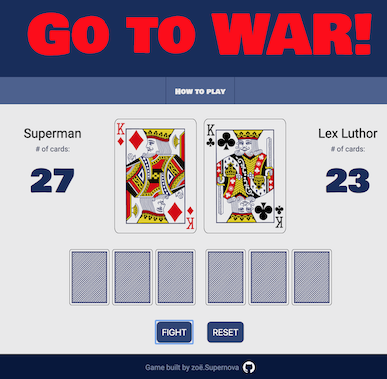 Go to WAR!
How to play
Superman
# of cards:
27
K
K
K
K
Lex Luthor
# of cards:
23
FIGHT
RESET
Game built by zoë.Supernova